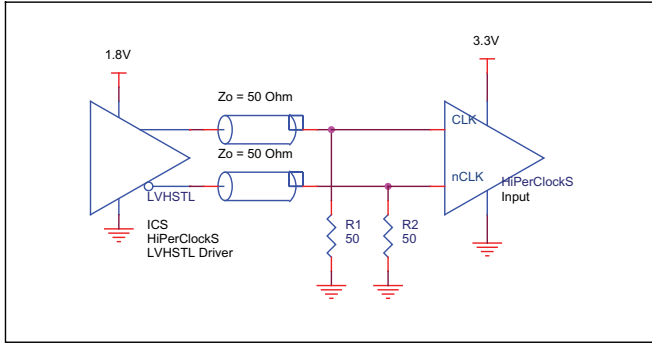 1.8V
3.3V
Zo = 50 Ohm
CLK
Zo = 50 Ohm
nCLK
LVHSTL
HiPerClockS
Input
ICS
HiPerClockS
LVHSTL Driver
R1
50
R2
50